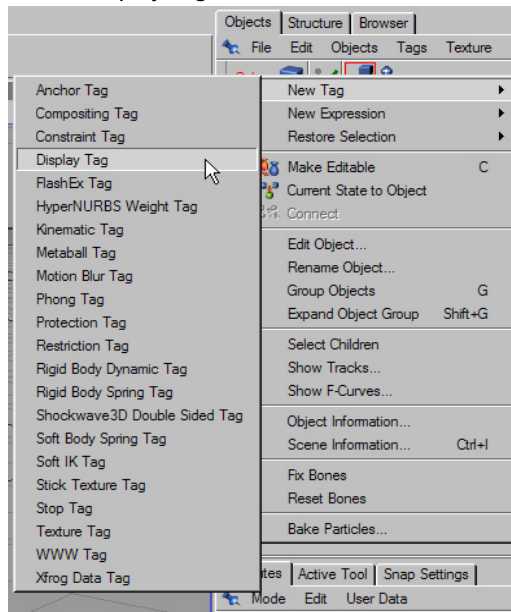 Objects Structure Browser
File Edit Objects Tags Texture
Anchor Tag
Compositing Tag
Constraint Tag
Display Tag
FlashEx Tag
HyperNURBS Weight Tag
Kinematic Tag
Metaball Tag
Motion Blur Tag
Phong Tag
Protection Tag
Restriction Tag
Rigid Body Dynamic Tag
Rigid Body Spring Tag
Shockwave3D Double Sided Tag
Soft Body Spring Tag
Soft IK Tag
Stick Texture Tag
Stop Tag
Texture Tag
WWW Tag
Xfrog Data Tag
New Tag
New Expression
Restore Selection
Make Editable C
Current State to Object
Connect
Edit Object...
Rename Object...
Group Objects G
Expand Object Group Shift+G
Select Children
Show Tracks...
Show F-Curves...
Object Information...
Scene Information... Ctrl+I
Fix Bones
Reset Bones
Bake Particles...
Active Tool Snap Settings
Mode Edit User Data